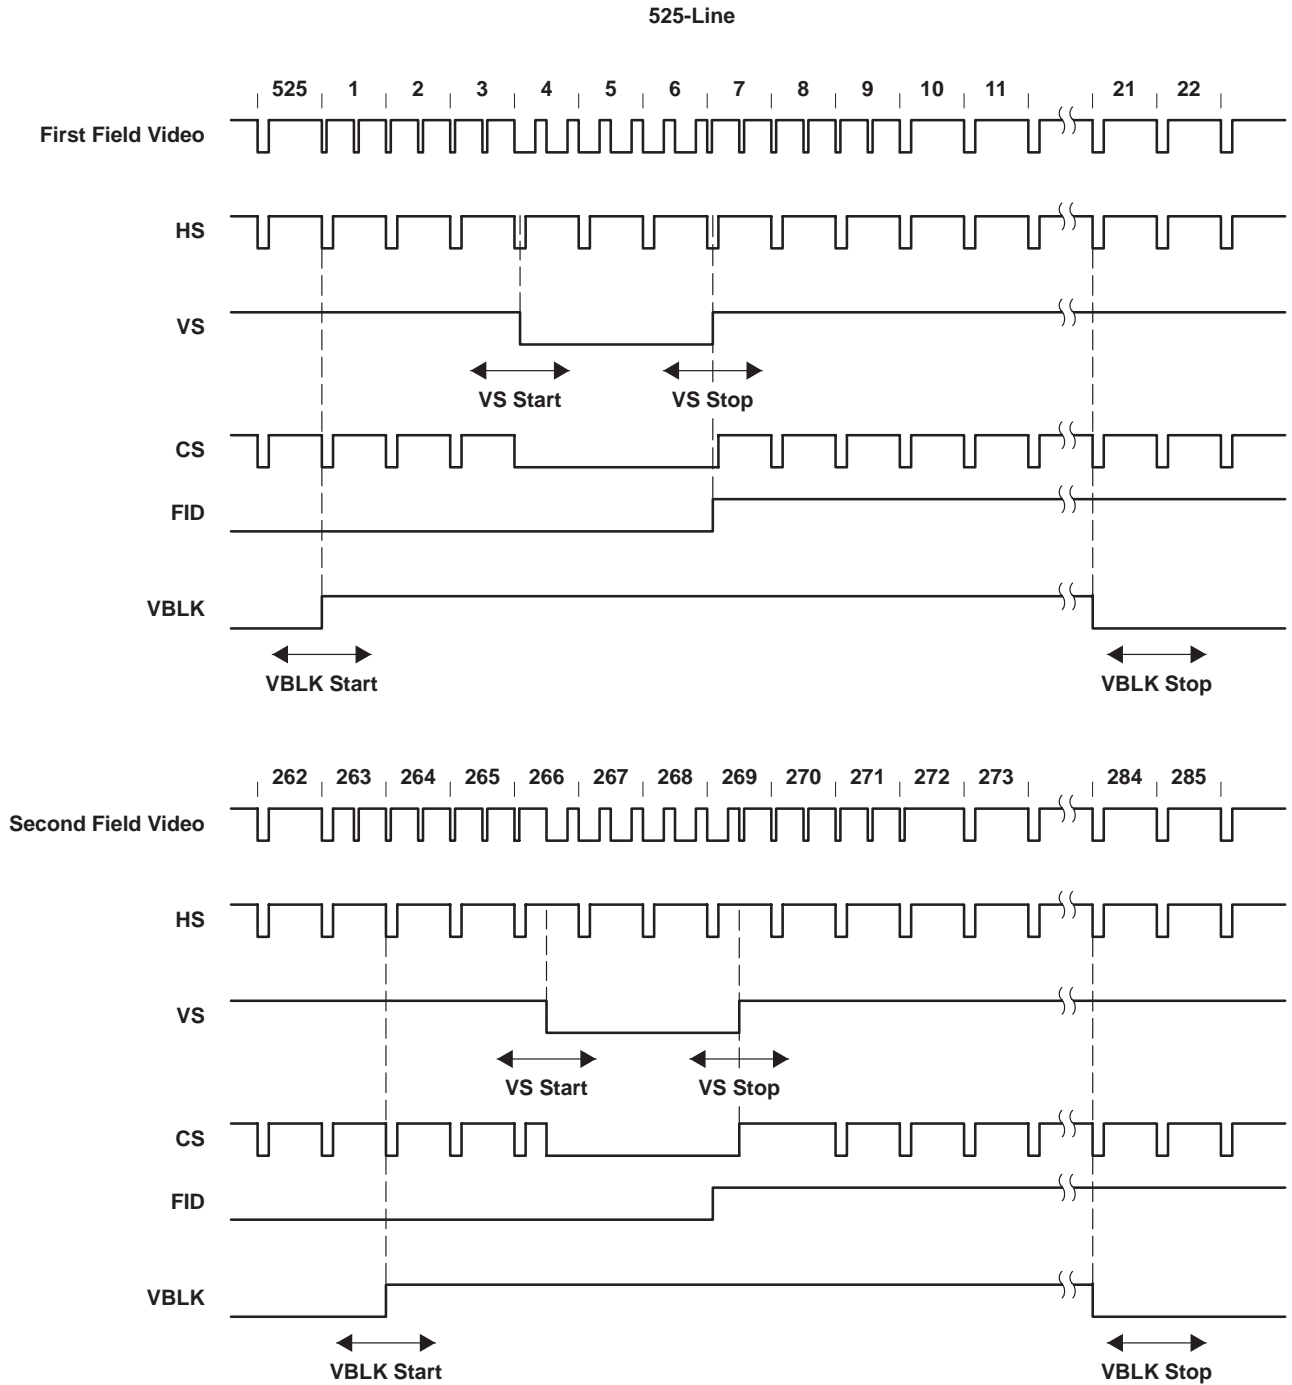 525-Line
525 1 2 3 4 5 6 7 8 9 10 11 21 22
First Field Video
HS
VS
VS Start VS Stop
CS
FID
VBLK
VBLK Start VBLK Stop
262 263 264 265 266 267 268 269 270 271 272 273 284 285
Second Field Video
HS
VS
VS Start VS Stop
CS
FID
VBLK
VBLK Start VBLK Stop